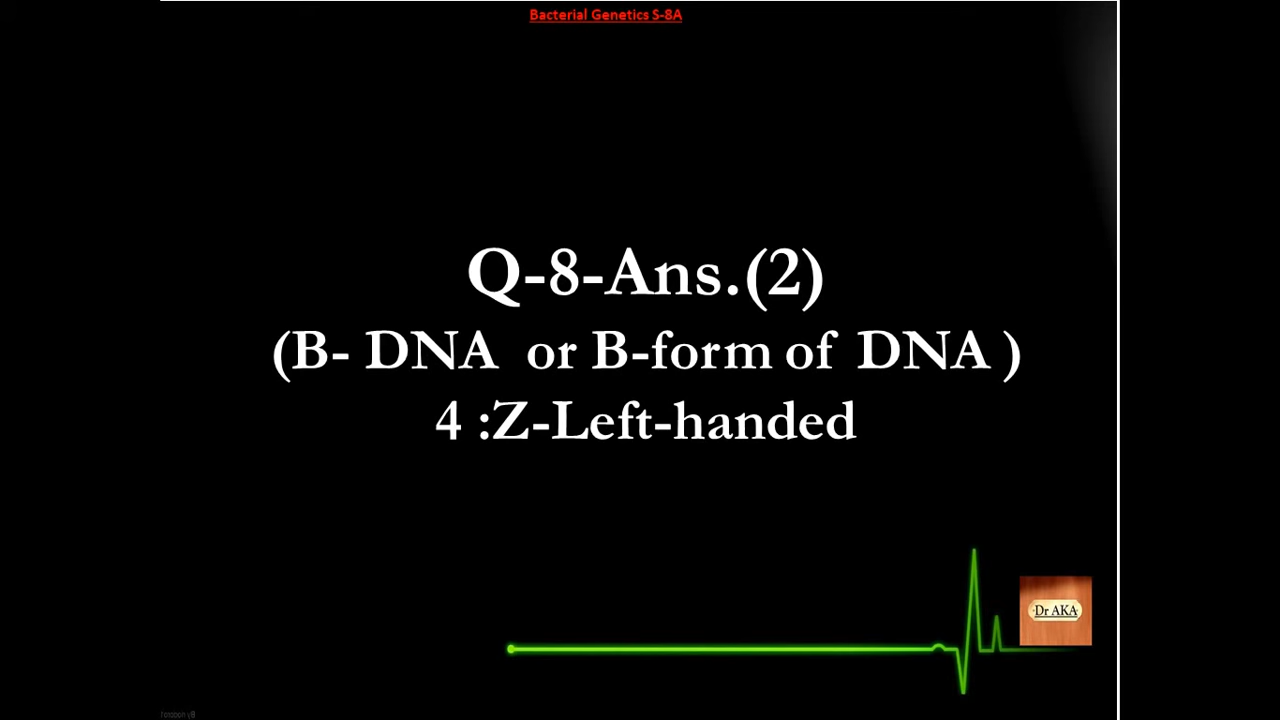 Bacterial Genetics S-8A
Q-8-Ans.(2)
(B- DNA or B-form of DNA )
4 :Z-Left-handed
Dr AKA